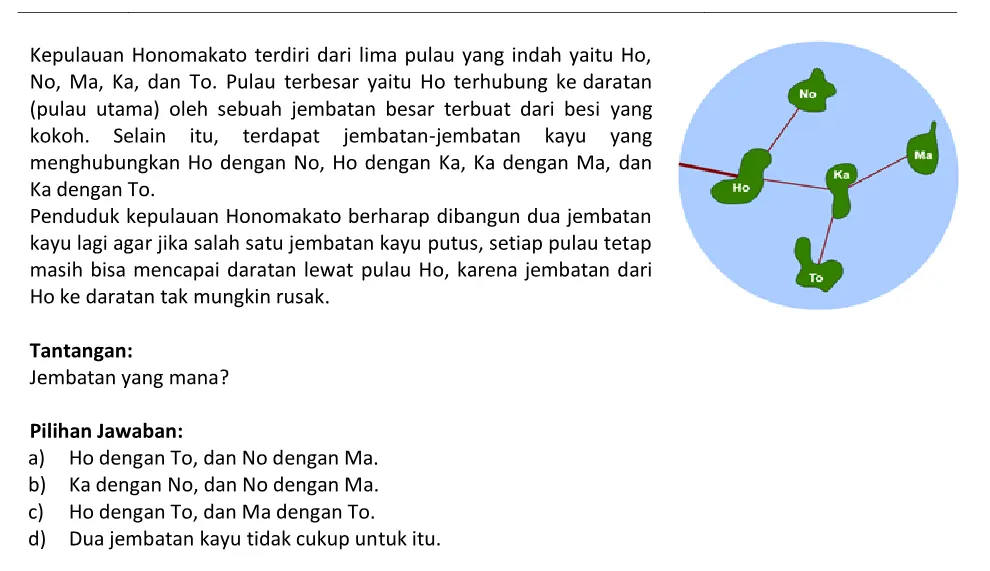 Kepulauan Honomakato terdiri dari lima pulau yang indah yaitu Ho,
No, Ma, Ka, dan To. Pulau terbesar yaitu Ho terhubung ke daratan
(pulau utama) oleh sebuah jembatan besar terbuat dari besi yang
kokoh. Selain itu, terdapat jembatan-jembatan kayu yang
menghubungkan Ho dengan No, Ho dengan Ka, Ka dengan Ma, dan
Ka dengan To.
Penduduk kepulauan Honomakato berharap dibangun dua jembatan
kayu lagi agar jika salah satu jembatan kayu putus, setiap pulau tetap
masih bisa mencapai daratan lewat pulau Ho, karena jembatan dari
Ho ke daratan tak mungkin rusak.
No
Ma
Ka
Ho
To
Tantangan:
Jembatan yang mana?
Pilihan Jawaban:
a) Ho dengan To, dan No dengan Ma.
b) Ka dengan No, dan No dengan Ma.
c) Ho dengan To, dan Ma dengan To.
d) Dua jembatan kayu tidak cukup untuk itu.